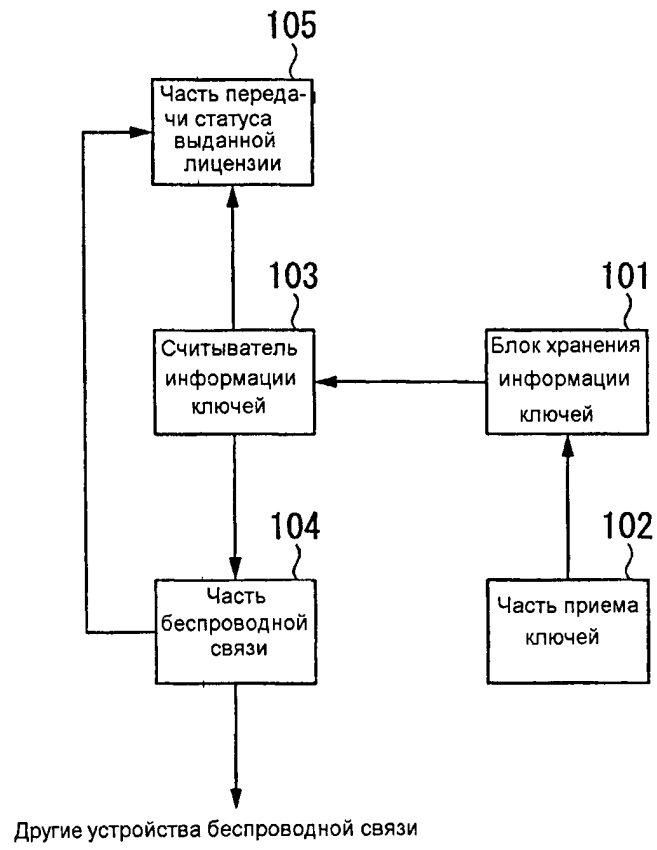 105
Часть переда-
чи статуса
выданной
лицензии
103
Считыватель
информации
ключей
101
Блок хранения
информации
ключей
104
Часть
беспроводной
связи
102
Часть приема
ключей
Другие устройства беспроводной связи